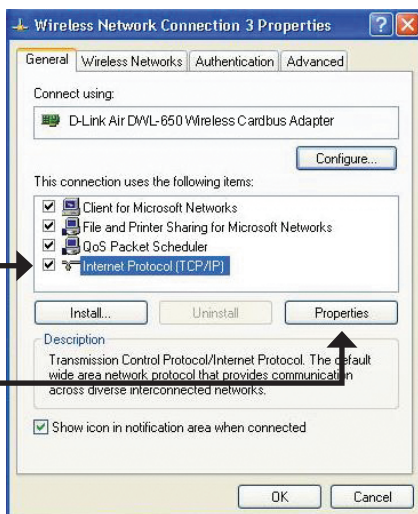 Wireless Network Connection 3 Properties
General Wireless Networks Authentication Advanced
Connect using:
D-Link Air DWL-650 Wireless Cardbus Adapter
Configure...
This connection uses the following items:
Client for Microsoft Networks
File and Printer Sharing for Microsoft Networks
QoS Packet Scheduler
Internet Protocol (TCP/IP)
Install... Uninstall Properties
Description
Transmission Control Protocol/Internet Protocol. The default
wide area network protocol that provides communication
across diverse interconnected networks.
Show icon in notification area when connected
OK Cancel